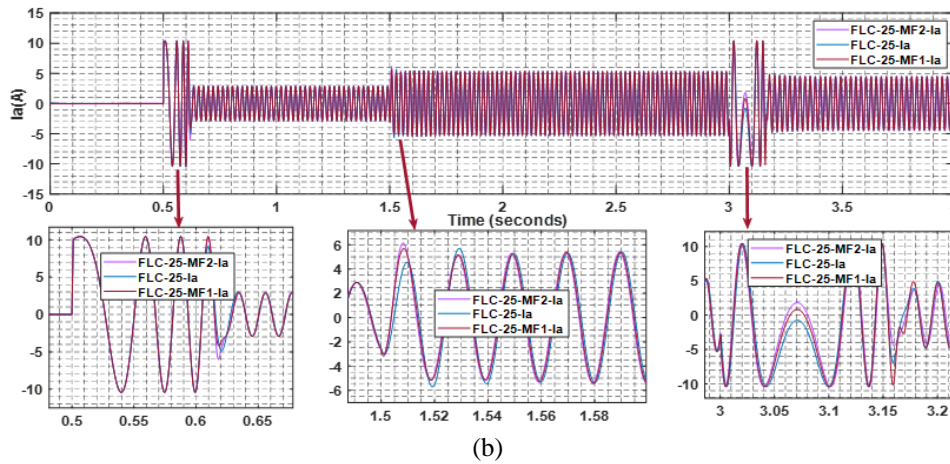 15
10
5
0
-5
-10
-15
Ia(A)
FLC-25-MF2-Ia
FLC-25-Ia
FLC-25-MF1-Ia
0 0.5 1 1.5 2 2.5 3 3.5
Time (seconds)
10
5
0
-5
-10
FLC-25-MF2-Ia
FLC-25-Ia
FLC-25-MF1-Ia
0.5 0.55 0.6 0.65
6
4
2
0
-2
-4
-6
FLC-25-MF2-Ia
FLC-25-Ia
FLC-25-MF1-Ia
1.5 1.52 1.54 1.56 1.58
10
5
0
-5
-10
FLC-25-MF2-Ia
FLC-25-Ia
FLC-25-MF1-Ia
3 3.05 3.1 3.15 3.2
(b)